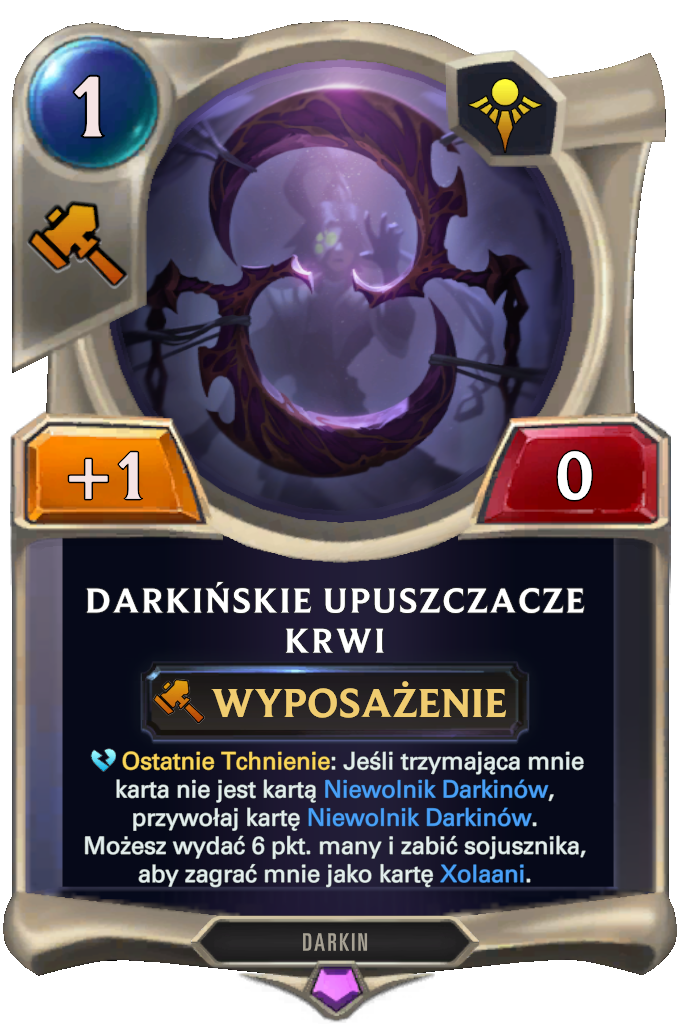 1
+1
0
DARKIŃSKIE UPUSZCZACZE
KRWI
WYPOSAŻENIE
Ostatnie Tchnienie: Jeśli trzymająca mnie
karta nie jest kartą Niewolnik Darkinów,
przywołaj kartę Niewolnik Darkinów.
Możesz wydać 6 pkt. many i zabić sojusznika,
aby zagrać mnie jako kartę Xolaani.
DARKIN